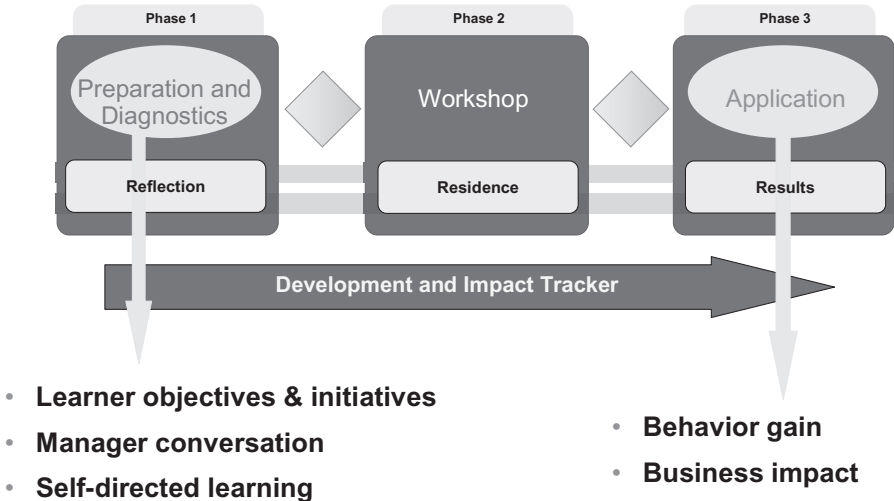 Phase 1
Phase 2
Phase 3
Preparation and
Diagnostics
Workshop
Application
Reflection
Residence
Results
Development and Impact Tracker
• Learner objectives & initiatives
• Manager conversation
• Self-directed learning
• Behavior gain
• Business impact